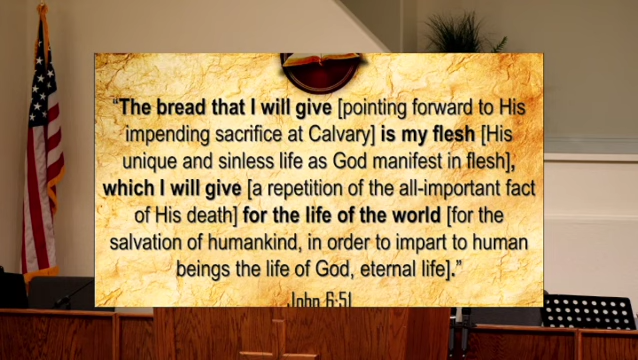 “The bread that I will give [pointing forward to His
impending sacrifice at Calvary] is my flesh [His
unique and sinless life as God manifest in flesh],
which I will give [a repetition of the all-important fact
of His death] for the life of the world [for the
salvation of humankind, in order to impart to human
beings the life of God, eternal life].”
John 6:51